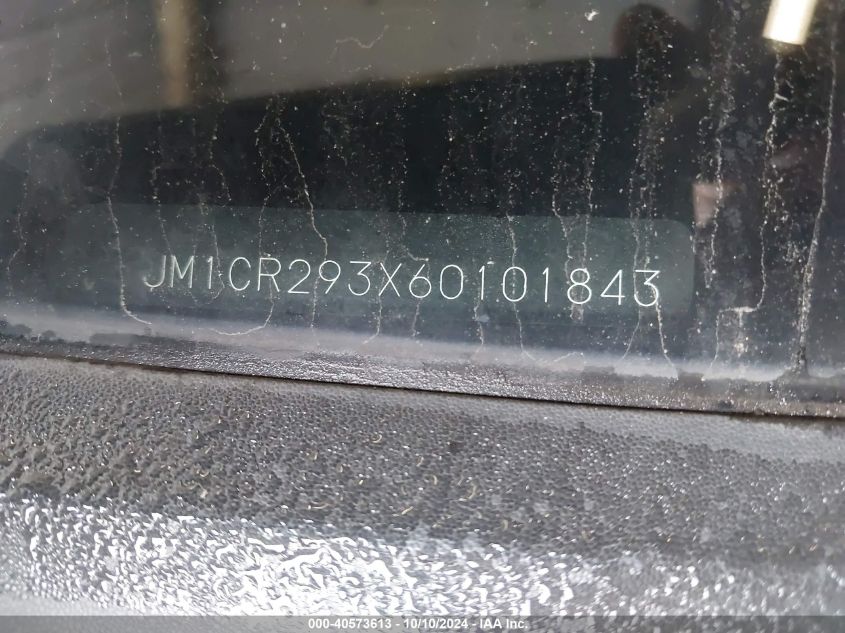 JM1CR293X60101843
000-40573613 - 10/10/2024 - IAA Inc.